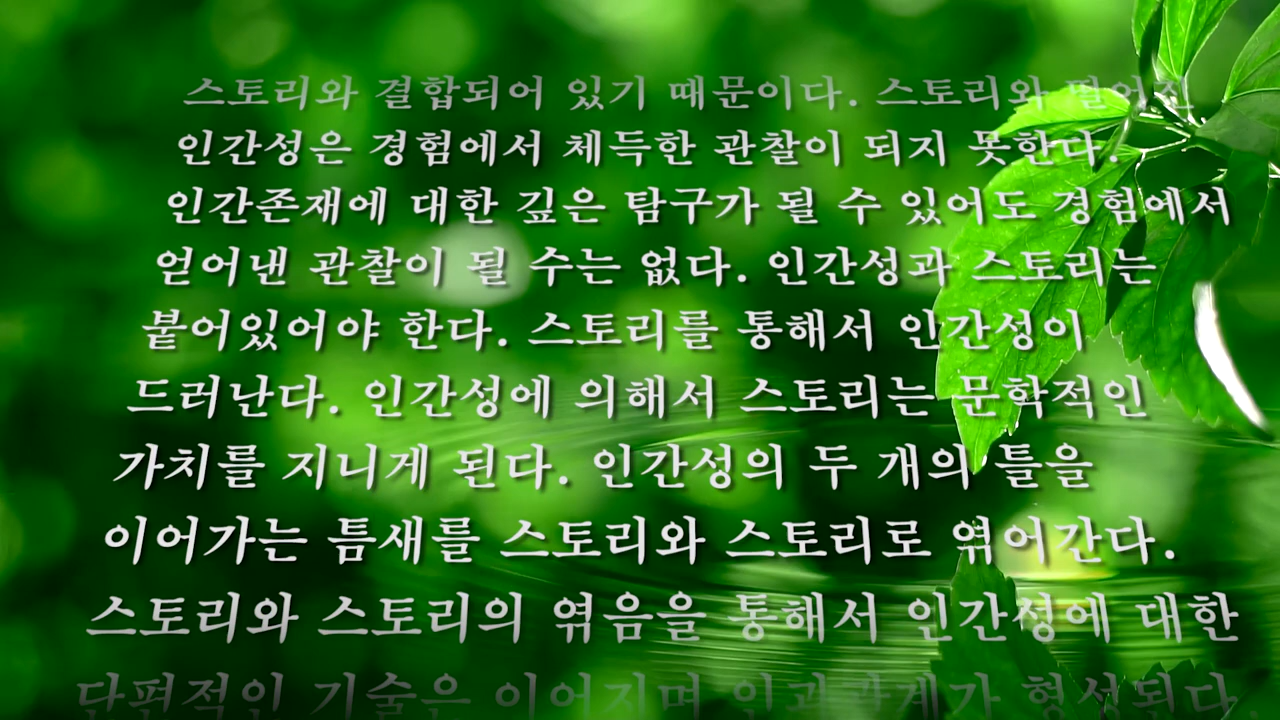 스토리와 결합되어 있기 때문이다. 스토리와 떨어진
인간성은 경험에서 체득한 관찰이 되지 못한다.
인간존재에 대한 깊은 탐구가 될 수 있어도 경험에서
얻어낸 관찰이 될 수는 없다. 인간성과 스토리는
붙어있어야 한다. 스토리를 통해서 인간성이
드러난다. 인간성에 의해서 스토리는 문학적인
가치를 지니게 된다. 인간성의 두 개의 틀을
이어가는 틈새를 스토리와 스토리로 엮어간다.
스토리와 스토리의 엮음을 통해서 인간성에 대한
단편적인 기술은 이어지며 인과관계가 형성된다.